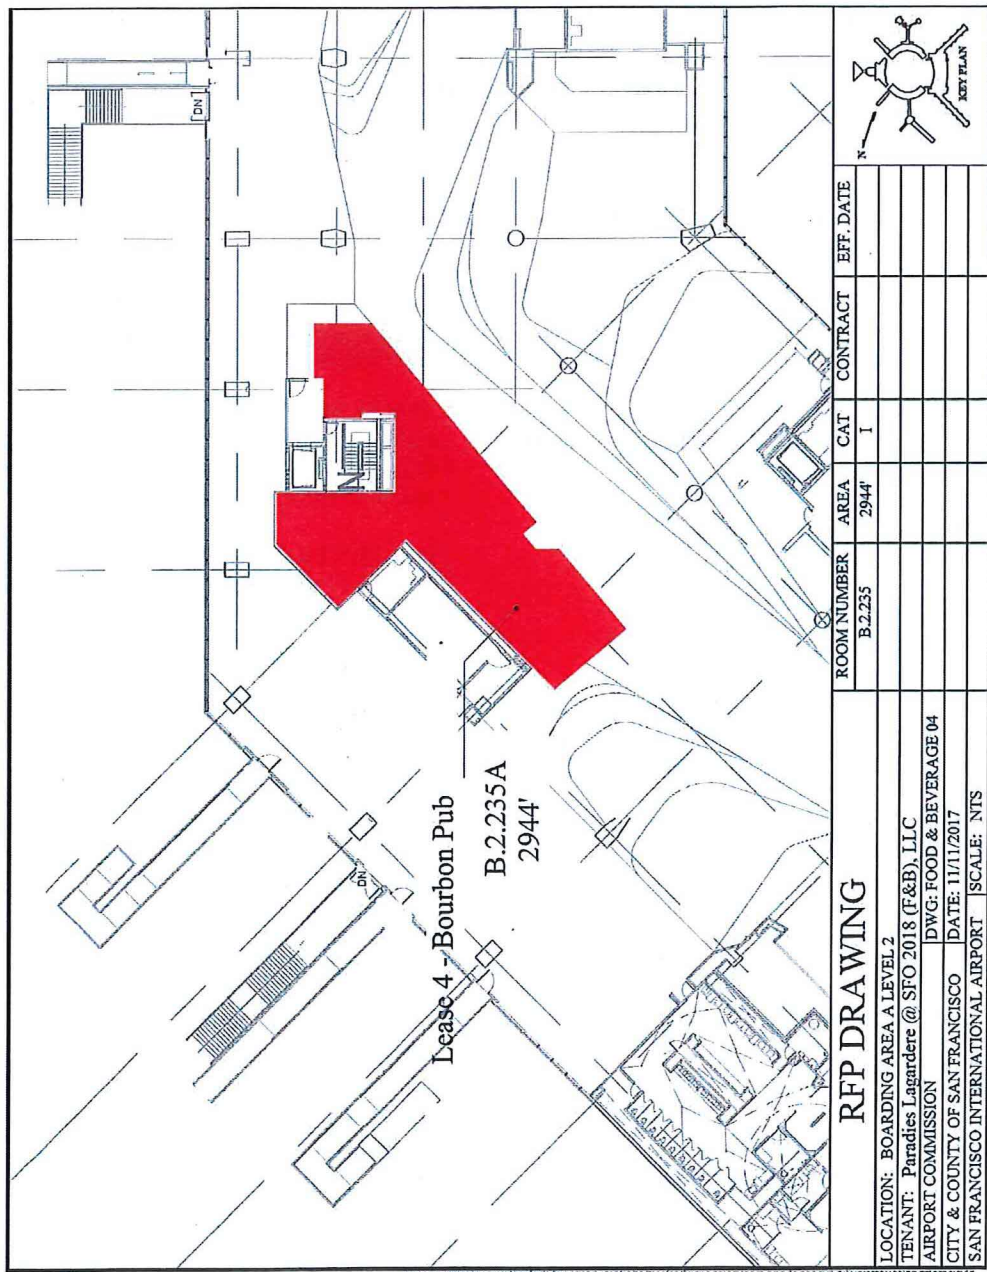 DN
DN
Lease 4 - Bourbon Pub
B.2.235A
2944'
RFP DRAWING
LOCATION: BOARDING AREA A LEVEL 2
TENANT: Paradies Lagardere @ SFO 2018 (F&B), LLC
AIRPORT COMMISSION
DWG: FOOD & BEVERAGE 04
CITY & COUNTY OF SAN FRANCISCO
DATE: 11/11/2017
SAN FRANCISCO INTERNATIONAL AIRPORT
SCALE: NTS
ROOM NUMBER AREA CAT CONTRACT EFF. DATE
B.2.235 2944' I
N
KEY PLAN